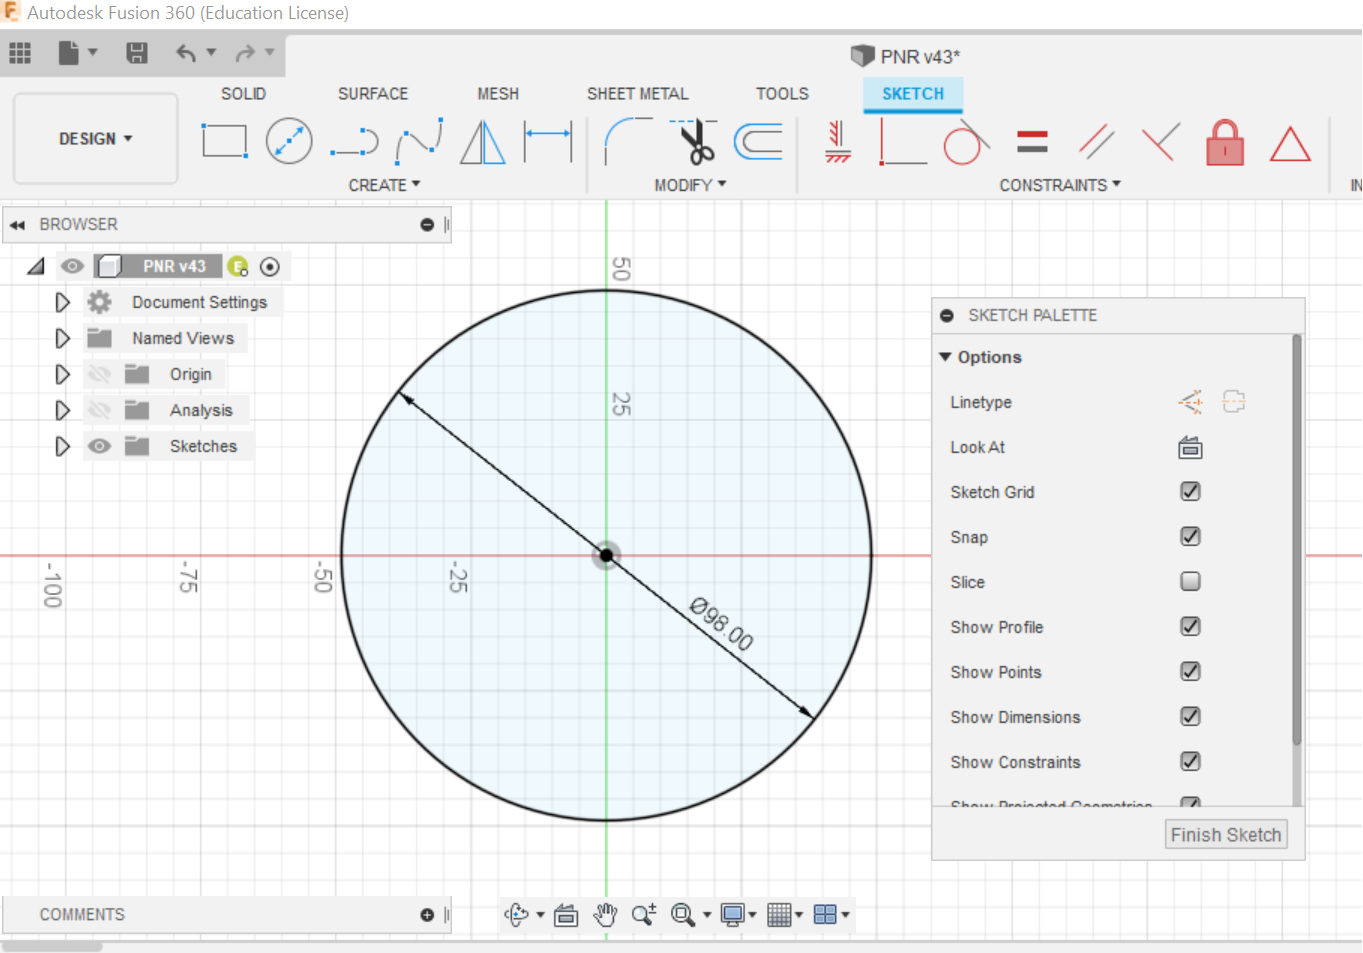 Autodesk Fusion 360 (Education License)
PNR v43*
SOLID SURFACE MESH SHEET METAL TOOLS SKETCH
DESIGN
CREATE MODIFY CONSTRAINTS IN
BROWSER
PNR v43
Document Settings
Named Views
Origin
Analysis
Sketches
50
25
-100 -75 -50 -25
Ø98.00
SKETCH PALETTE
Options
Linetype
Look At
Sketch Grid
Snap
Slice
Show Profile
Show Points
Show Dimensions
Show Constraints
Show Projected Geometries
Finish Sketch
COMMENTS